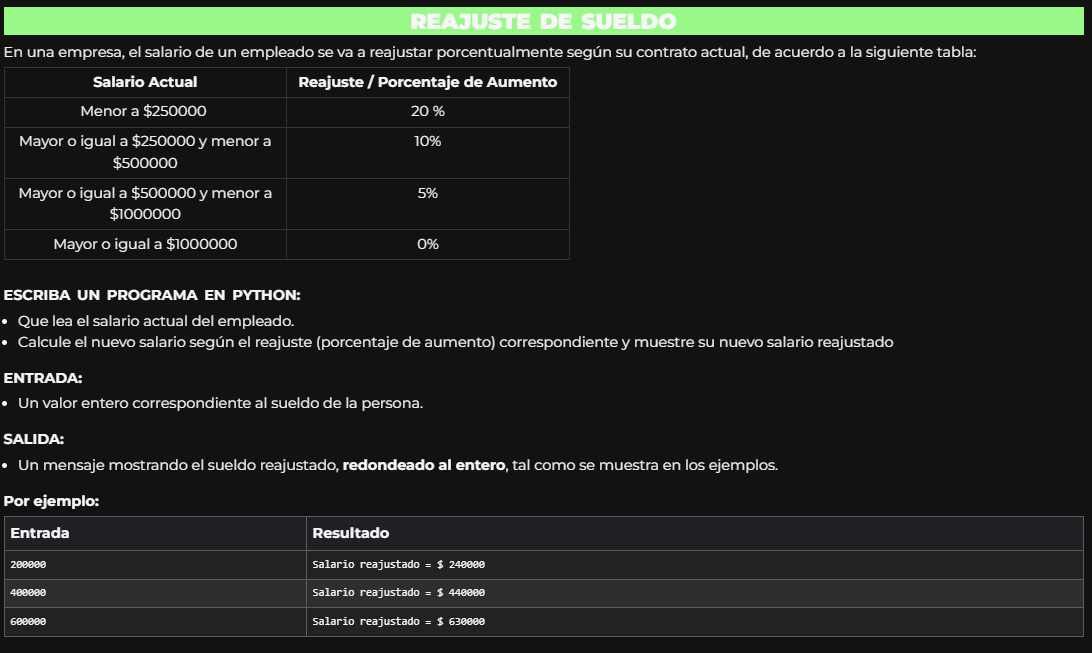 REAJUSTE DE SUELDO
En una empresa, el salario de un empleado se va a reajustar porcentualmente según su contrato actual, de acuerdo a la siguiente tabla:
Salario Actual Reajuste / Porcentaje de Aumento
Menor a $250000 20 %
Mayor o igual a $250000 y menor a $500000 10%
Mayor o igual a $500000 y menor a $1000000 5%
Mayor o igual a $1000000 0%
ESCRIBA UN PROGRAMA EN PYTHON:
• Que lea el salario actual del empleado.
• Calcule el nuevo salario según el reajuste (porcentaje de aumento) correspondiente y muestre su nuevo salario reajustado
ENTRADA:
• Un valor entero correspondiente al sueldo de la persona.
SALIDA:
• Un mensaje mostrando el sueldo reajustado, redondeado al entero, tal como se muestra en los ejemplos.
Por ejemplo:
Entrada Resultado
200000 Salario reajustado = $ 240000
400000 Salario reajustado = $ 440000
600000 Salario reajustado = $ 630000